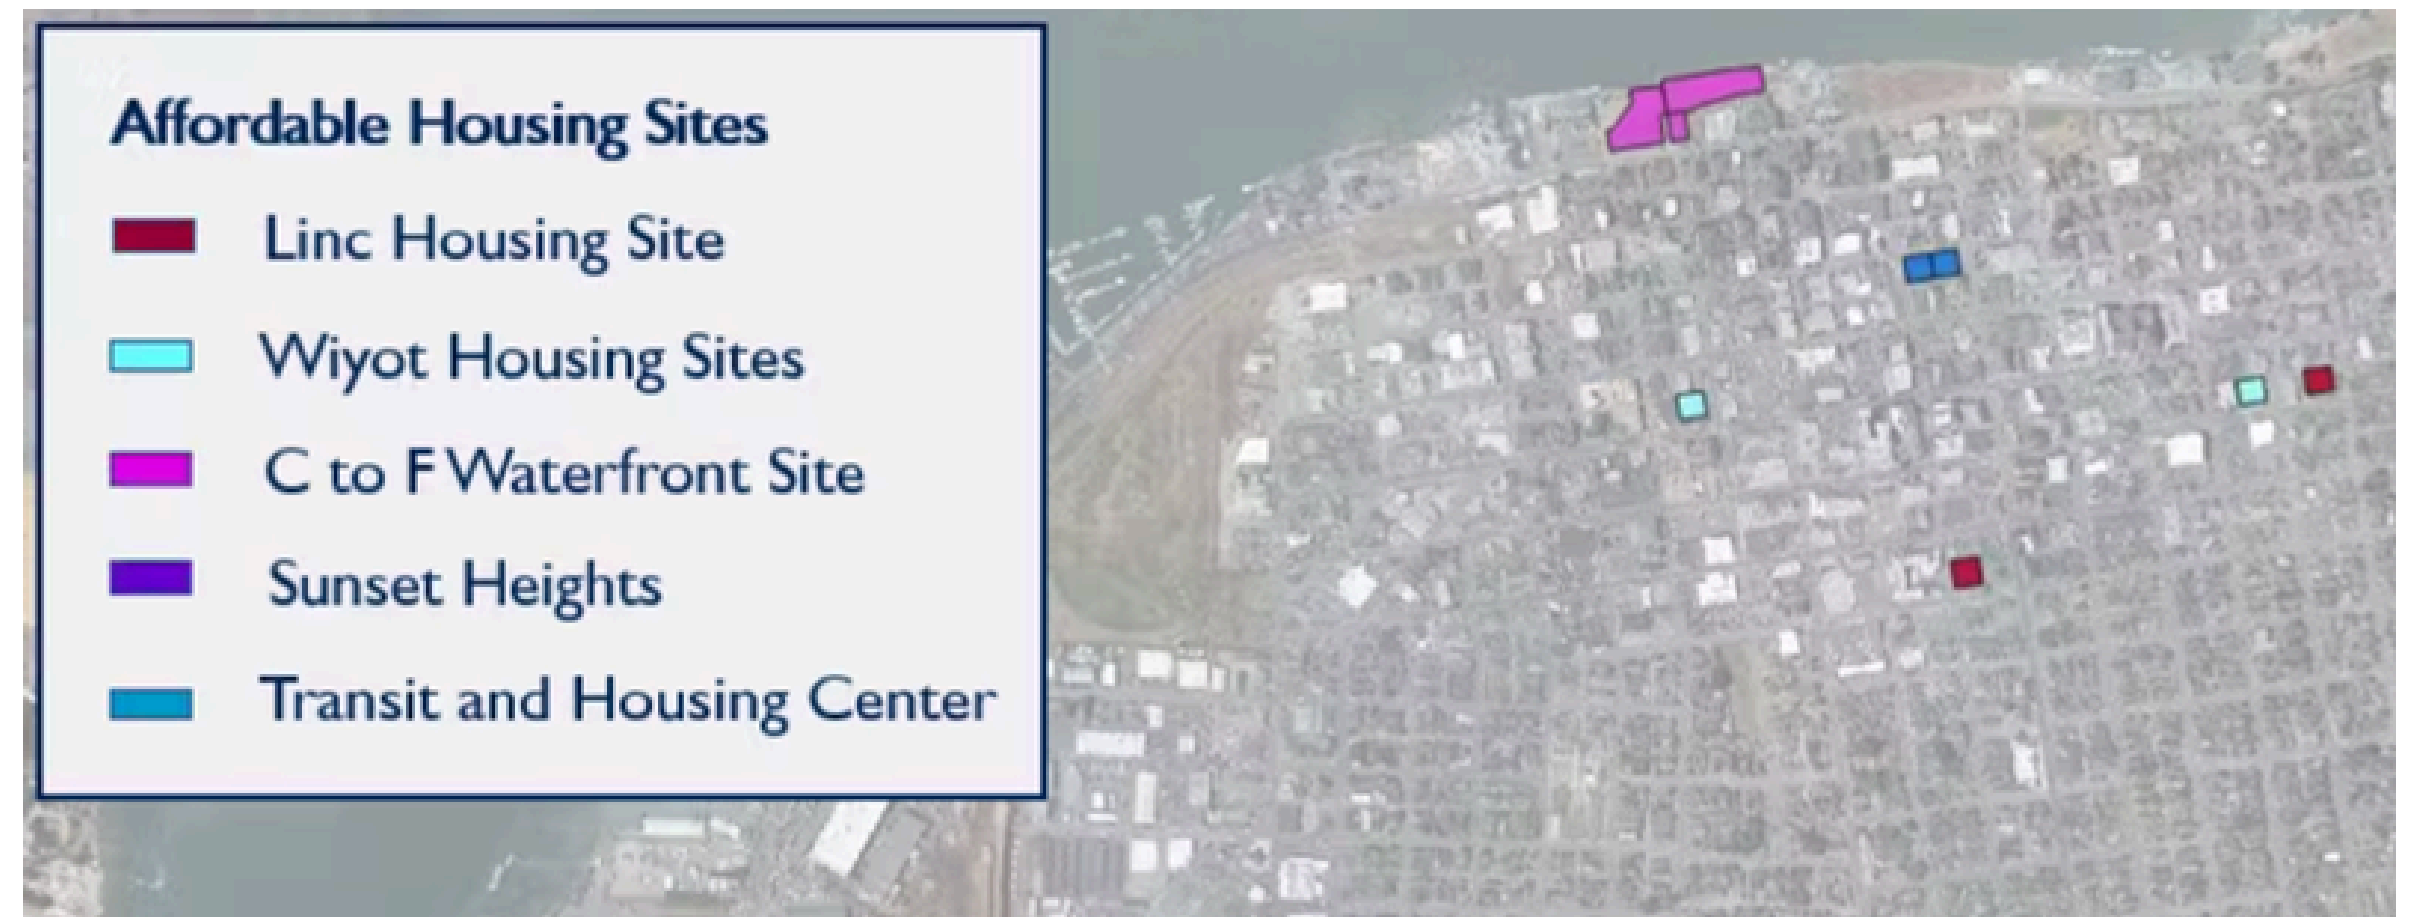 Affordable Housing Sites
Linc Housing Site
Wiyot Housing Sites
C to F Waterfront Site
Sunset Heights
Transit and Housing Center